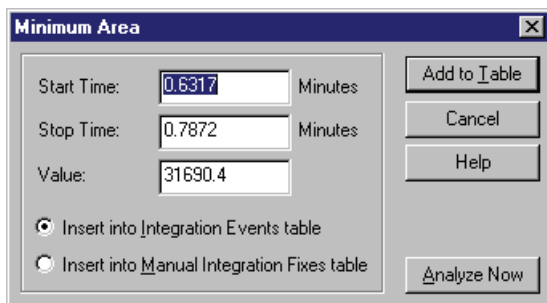 Minimum Area
Start Time: 0.6317 Minutes
Stop Time: 0.7872 Minutes
Value: 31690.4
Insert into Integration Events table
Insert into Manual Integration Fixes table
Add to Table
Cancel
Help
Analyze Now